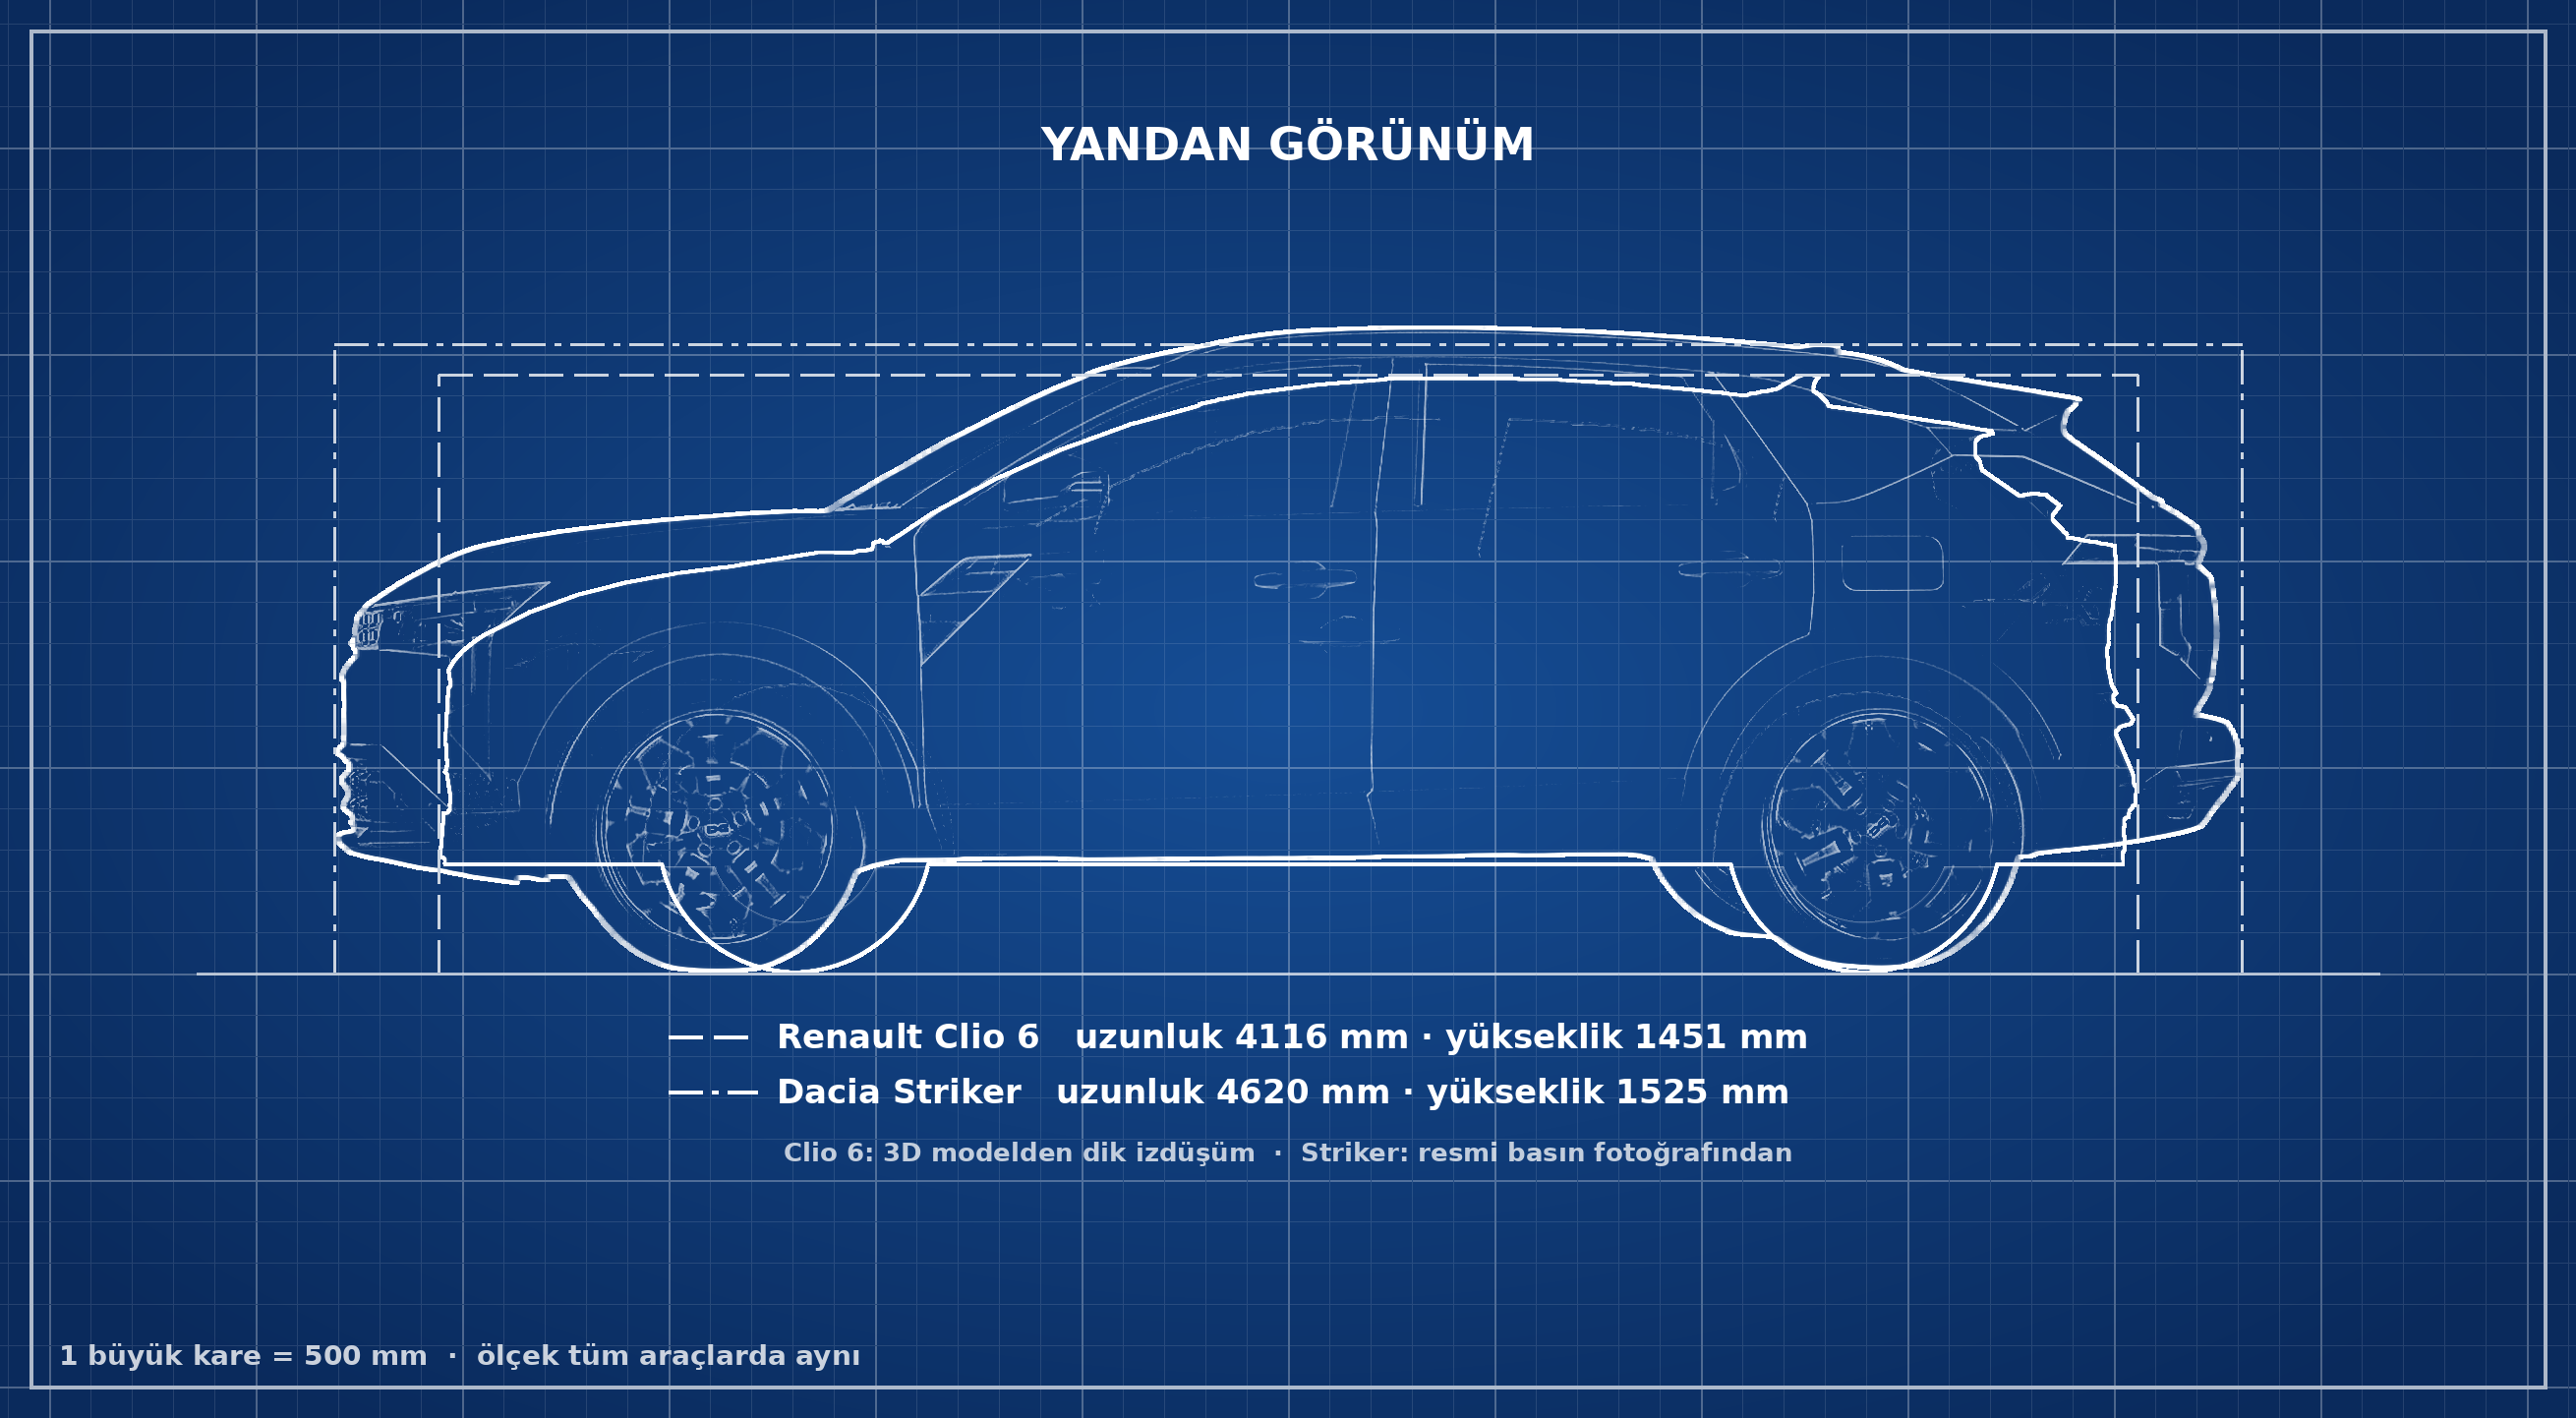 YANDAN GÖRÜNÜM
Renault Clio 6 uzunluk 4116 mm · yükseklik 1451 mm
Dacia Striker uzunluk 4620 mm · yükseklik 1525 mm
Clio 6: 3D modelden dik izdüşüm · Striker: resmi basın fotoğrafından
1 büyük kare = 500 mm · ölçek tüm araçlarda aynı